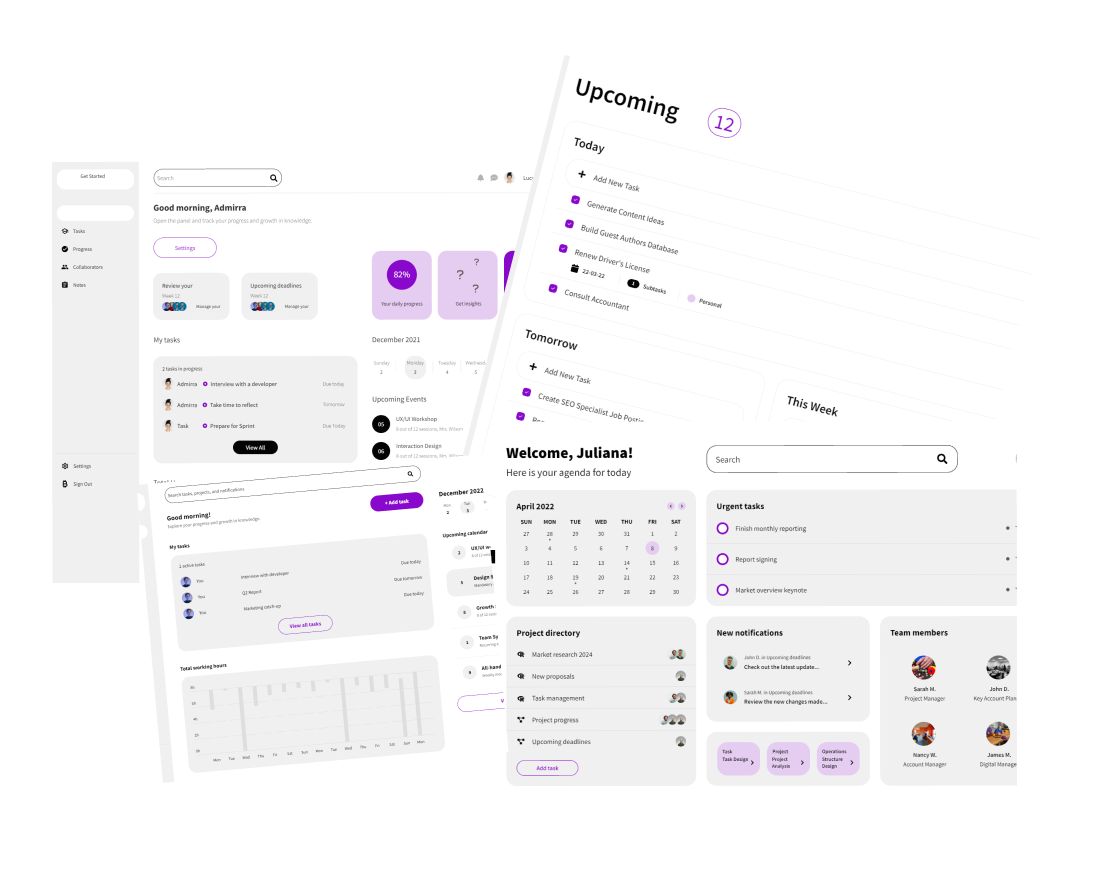 Get Started
Tasks
Progress
Collaborators
Notes
Settings
Sign Out
Search
Good morning, Admirra
Open the panel and track your progress and growth in knowledge.
Settings
Review your
Week 12
Manage your
Upcoming deadlines
Week 12
Manage your
82%
Your daily progress
?
?
?
Get insights
My tasks
2 tasks in progress
Admirra Interview with a developer Due today
Admirra Take time to reflect Tomorrow
Task Prepare for Sprint Due Today
View All
December 2021
Sunday Monday Tuesday
2 3 4 5
Upcoming Events
05 UX/UI Workshop
8 out of 12 sessions, Mrs. Wilson
06 Interaction Design
8 out of 12 sessions, Ms. Wilson
Upcoming 12
Today
Add New Task
Generate Content Ideas
Build Guest Authors Database
Renew Driver's License
22-03-22 1 Subtasks Personal
Consult Accountant
Tomorrow
Add New Task
Create SEO Specialist Job
This Week
Search tasks, projects, and notifications
+ Add task
Good morning!
Explore your progress and growth in knowledge
My tasks
2 active tasks
You Interview with developer Due today
You Q2 Report Due tomorrow
You Marketing catch-up Due today
View all tasks
Total working hours
Mon Tue Wed Thu Fri Sat Sun Mon Tue Wed Thu Fri Sat Sun Mon
December 2022
Mon Tue
2 3
Upcoming calendar
UX/UI
Design
Growth
Team
All-hand
Welcome, Juliana!
Here is your agenda for today
Search
April 2022
SUN MON TUE WED THU FRI SAT
27 28 29 30 31 1 2
3 4 5 6 7 8 9
10 11 12 13 14 15 16
17 18 19 20 21 22 23
24 25 26 27 28 29 30
Urgent tasks
Finish monthly reporting
Report signing
Market overview keynote
Project directory
Market research 2024
New proposals
Task management
Project progress
Upcoming deadlines
Add task
New notifications
John D. in Upcoming deadlines
Check out the latest update...
Sarah M. in Upcoming deadlines
Review the new changes made...
Task
Task Design
Project
Project
Analysis
Operations
Structure
Design
Team members
Sarah M.
Project Manager
John D.
Key Account Plan
Nancy W.
Account Manager
James M.
Digital Manage